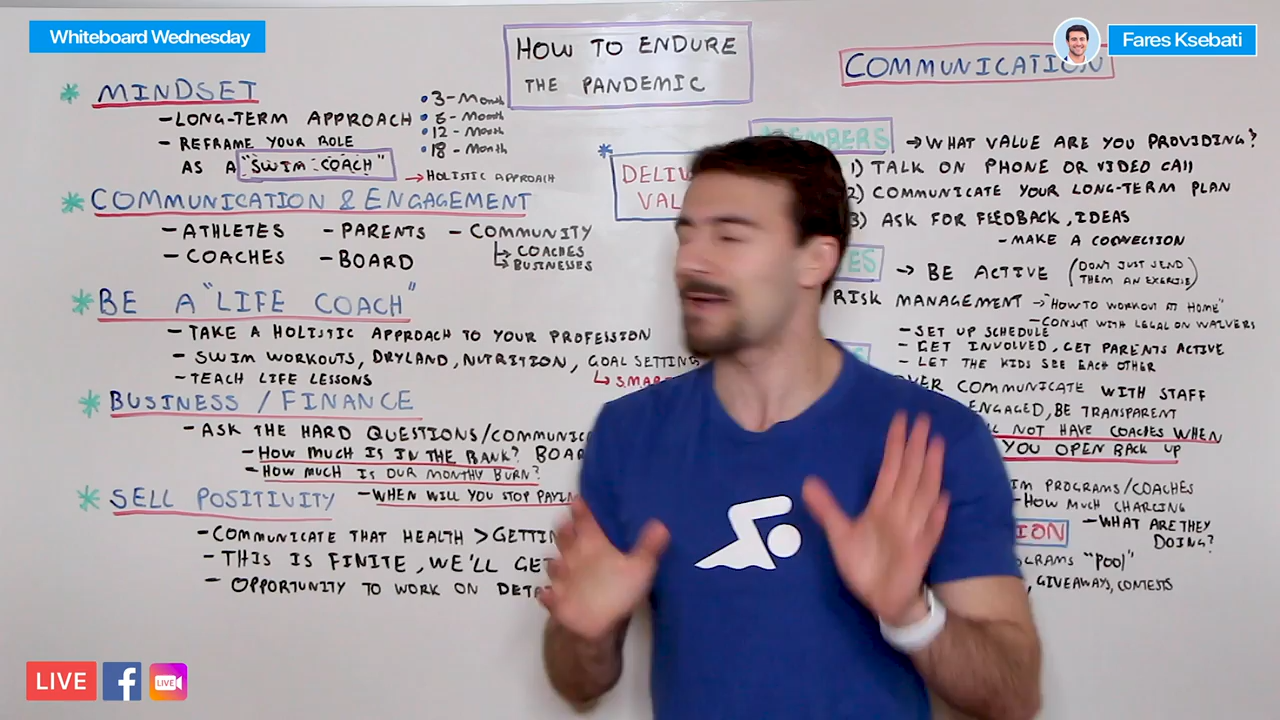 Whiteboard Wednesday
Fares Ksebati
HOW TO ENDURE
THE PANDEMIC
* MINDSET
- LONG-TERM APPROACH
- REFRAME YOUR ROLE
AS A "SWIM-COACH"
• 3-Month
• 6-Month
• 12-Month
• 18-Month
→ HOLISTIC APPROACH
* COMMUNICATION & ENGAGEMENT
- ATHLETES - PARENTS - COMMUNITY
- COACHES - BOARD
↳ COACHES
↳ BUSINESSES
* BE A "LIFE COACH"
- TAKE A HOLISTIC APPROACH TO YOUR PROFESSION
- SWIM WORKOUTS, DRYLAND, NUTRITION, GOAL SETTING
- TEACH LIFE LESSONS
* BUSINESS / FINANCE
- ASK THE HARD QUESTIONS/
- HOW MUCH IS IN THE BANK?
- HOW MUCH IS OUR MONTHY BURN?
* SELL POSITIVITY - WHEN WILL YOU STOP
- COMMUNICATE THAT HEALTH >
- THIS IS FINITE, WE'LL
- OPPORTUNITY TO WORK ON
*
COMMUNICATION
MEMBERS → WHAT VALUE ARE YOU PROVIDING?
1) TALK ON PHONE OR VIDEO CALL
2) COMMUNICATE YOUR LONG-TERM PLAN
3) ASK FOR FEEDBACK, IDEAS
- MAKE A CONNECTION
→ BE ACTIVE (DON'T JUST SEND
THEM AN EXERCISE)
RISK MANAGEMENT → "HOW TO WORKOUT AT HOME"
- CONSULT WITH LEGAL ON WAIVERS
- SET UP SCHEDULE
- GET INVOLVED, GET PARENTS ACTIVE
- LET THE KIDS SEE EACH OTHER
COMMUNICATE WITH STAFF
ENGAGED, BE TRANSPARENT
NOT HAVE COACHES WHEN
YOU OPEN BACK UP
PROGRAMS/COACHES
- HOW MUCH CHARGING
- WHAT ARE THEY
DOING?
"POOL"
, GIVEAWAYS, CONTESTS
LIVE
LIVE